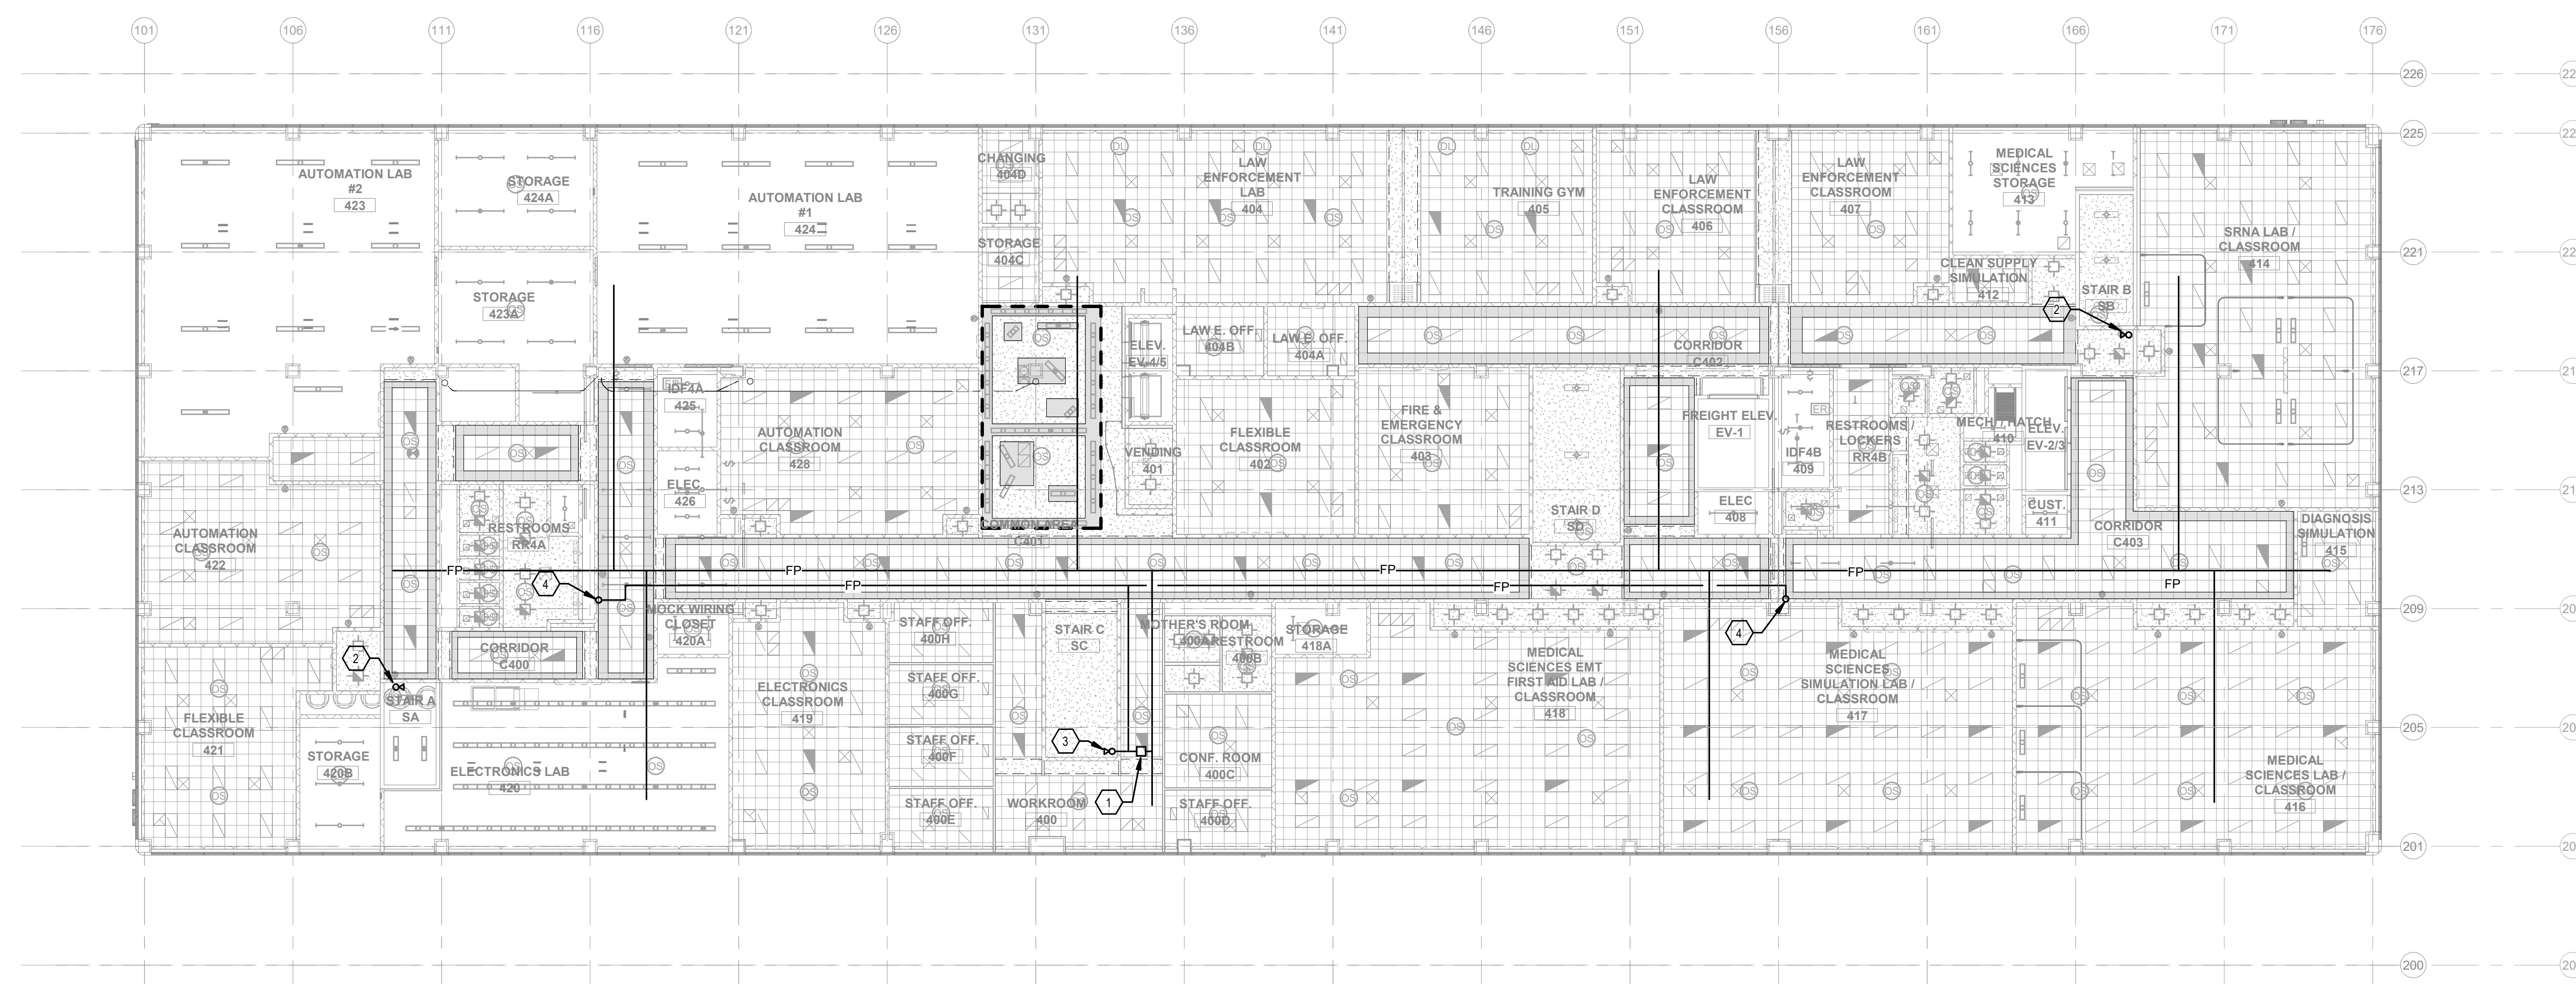 101 106 111 116 121 126 131 136 141 146 151 156 161 166 171 176
226
225
221
217
213
209
205
201
200
AUTOMATION LAB
#2
423
STORAGE
424A
AUTOMATION LAB
#1
424
STORAGE
423A
CHANGING
404D
STORAGE
404C
LAW
ENFORCEMENT
LAB
404
TRAINING GYM
405
LAW
ENFORCEMENT
CLASSROOM
406
LAW
ENFORCEMENT
CLASSROOM
407
MEDICAL
SCIENCES
STORAGE
413
CLEAN SUPPLY
SIMULATION
412
STAIR B
SB
SRNA LAB /
CLASSROOM
414
2
ELEV.
EV-4/5
LAW E. OFF.
404B
LAW E. OFF.
404A
CORRIDOR
C402
IDF4A
425
AUTOMATION
CLASSROOM
428
ELEC
426
VENDING
401
FLEXIBLE
CLASSROOM
402
FIRE &
EMERGENCY
CLASSROOM
403
FREIGHT ELEV.
EV-1
ER
IDF4B
409
RESTROOMS /
LOCKERS
RR4B
MECH / HATCH
410
ELEV.
EV-2/3
AUTOMATION
CLASSROOM
422
RESTROOMS
RR4A
COMMON AREA
C401
STAIR D
SD
ELEC
408
CUST.
411
CORRIDOR
C403
DIAGNOSIS
SIMULATION
415
FP FP FP FP FP FP FP
4
4
MOCK WIRING
CLOSET
420A
CORRIDOR
C400
2
STAIR A
SA
FLEXIBLE
CLASSROOM
421
STORAGE
420B
ELECTRONICS LAB
420
ELECTRONICS
CLASSROOM
419
STAFF OFF.
400H
STAFF OFF.
400G
STAFF OFF.
400F
STAFF OFF.
400E
STAIR C
SC
3
1
WORKROOM
400
MOTHER'S ROOM
400A
RESTROOM
400B
CONF. ROOM
400C
STAFF OFF.
400D
STORAGE
418A
MEDICAL
SCIENCES EMT
FIRST AID LAB /
CLASSROOM
418
MEDICAL
SCIENCES
SIMULATION LAB /
CLASSROOM
417
MEDICAL
SCIENCES LAB /
CLASSROOM
416